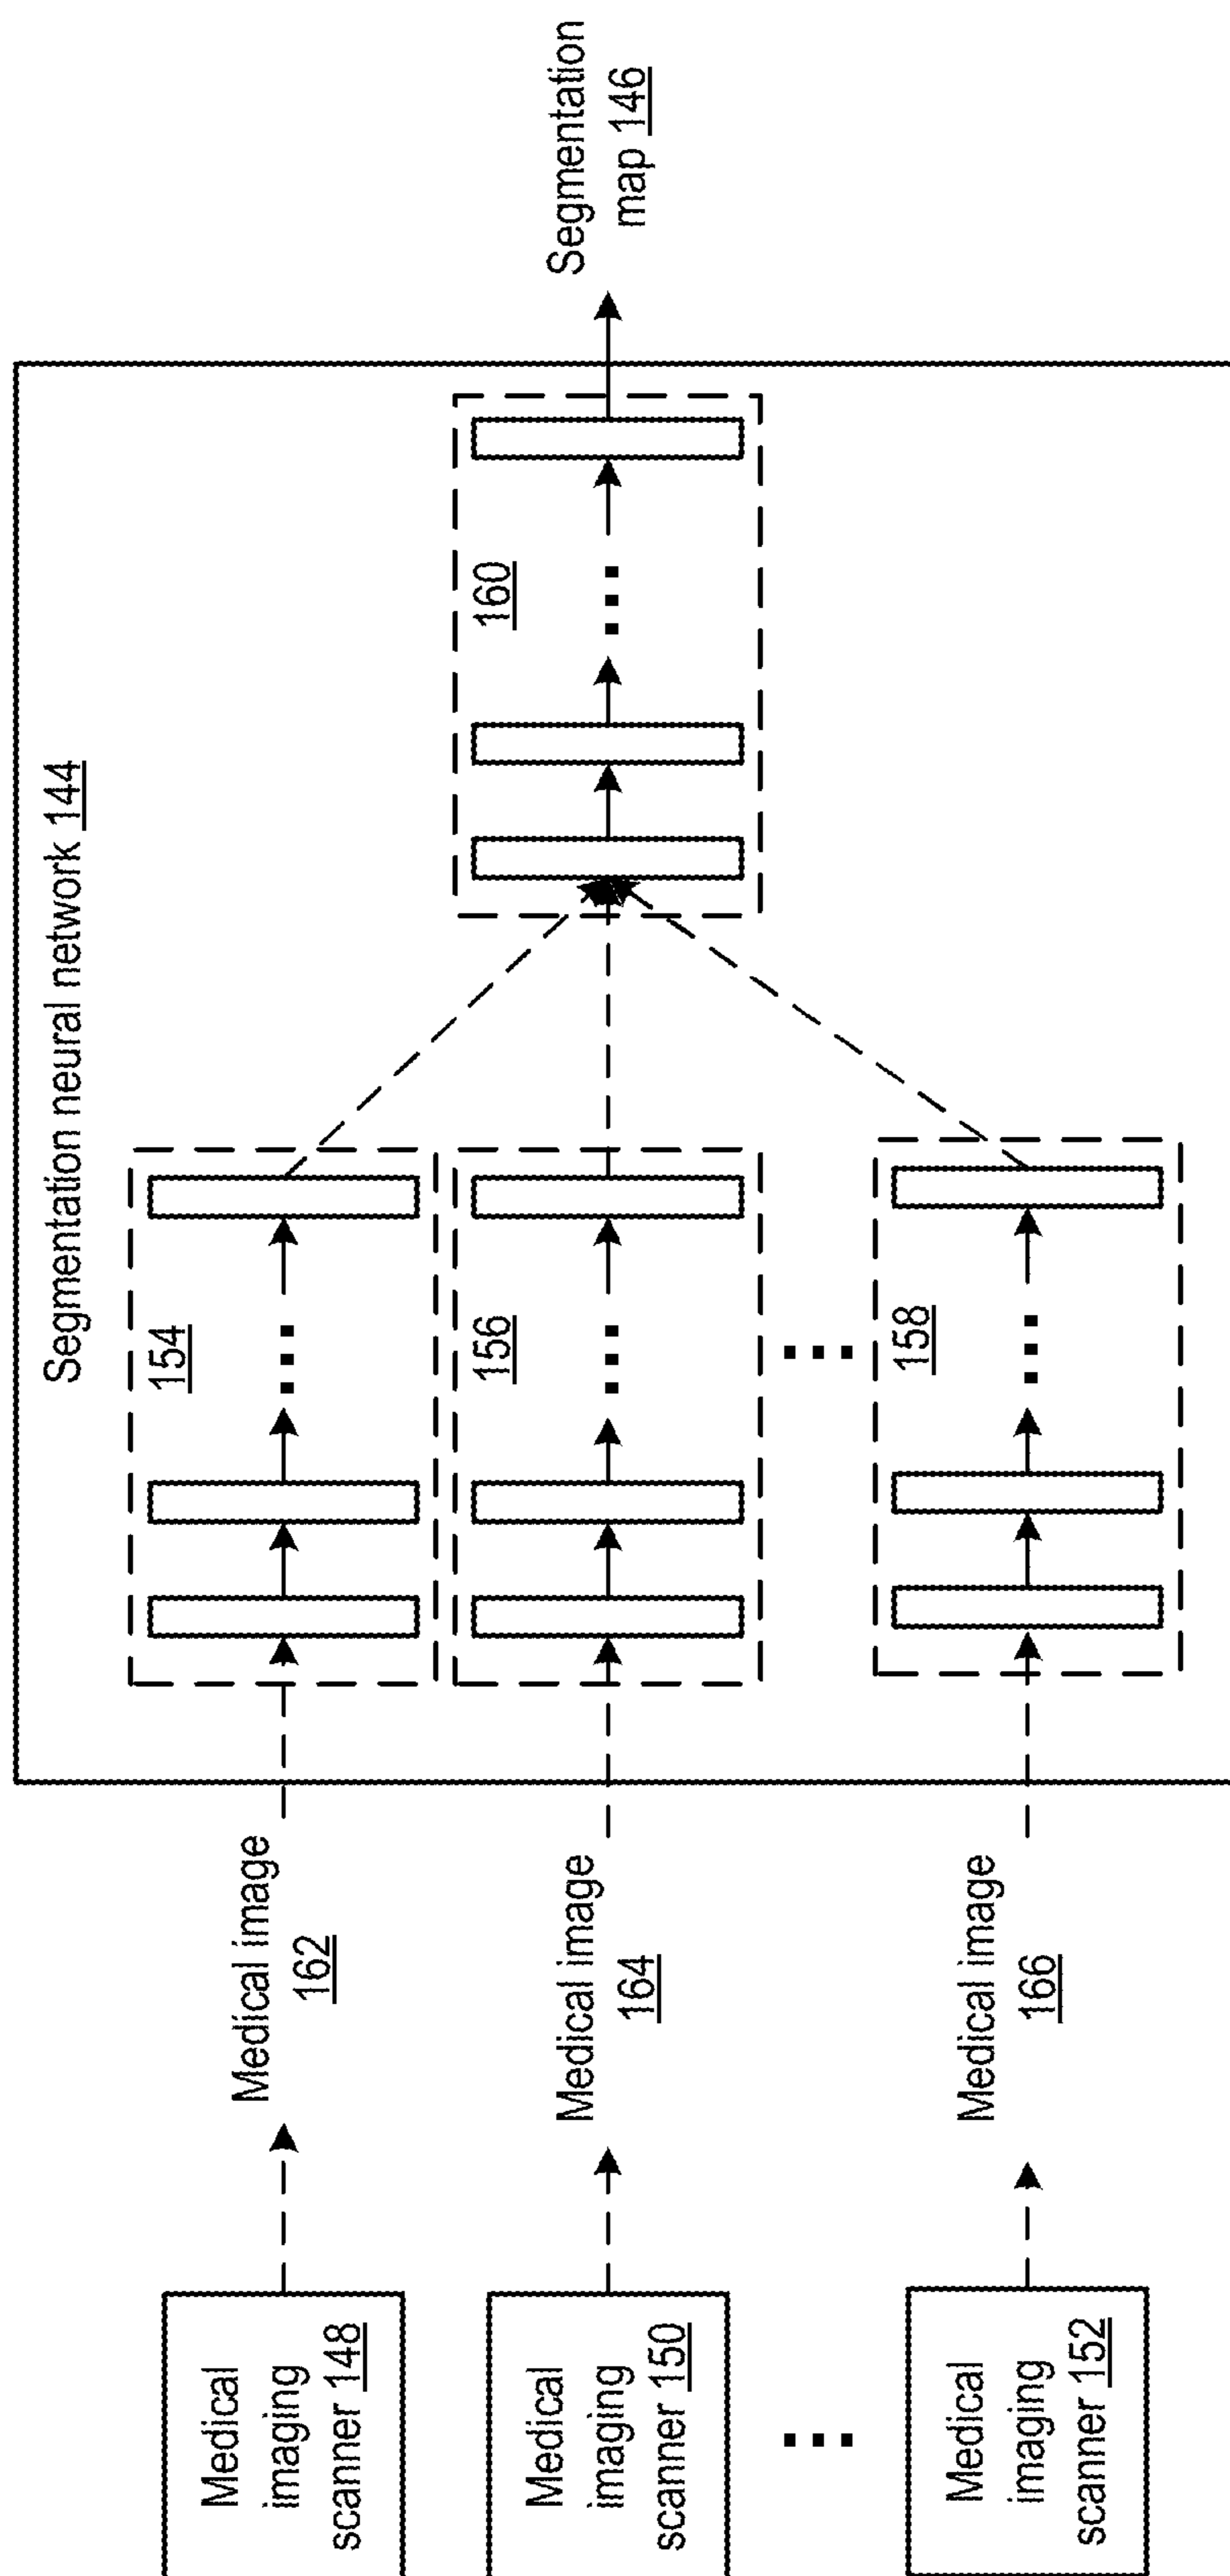 Segmentation neural network 144
Medical
imaging
scanner 148
Medical image
162
154
Medical
imaging
scanner 150
Medical image
164
156
160
Segmentation
map 146
Medical
imaging
scanner 152
Medical image
166
158